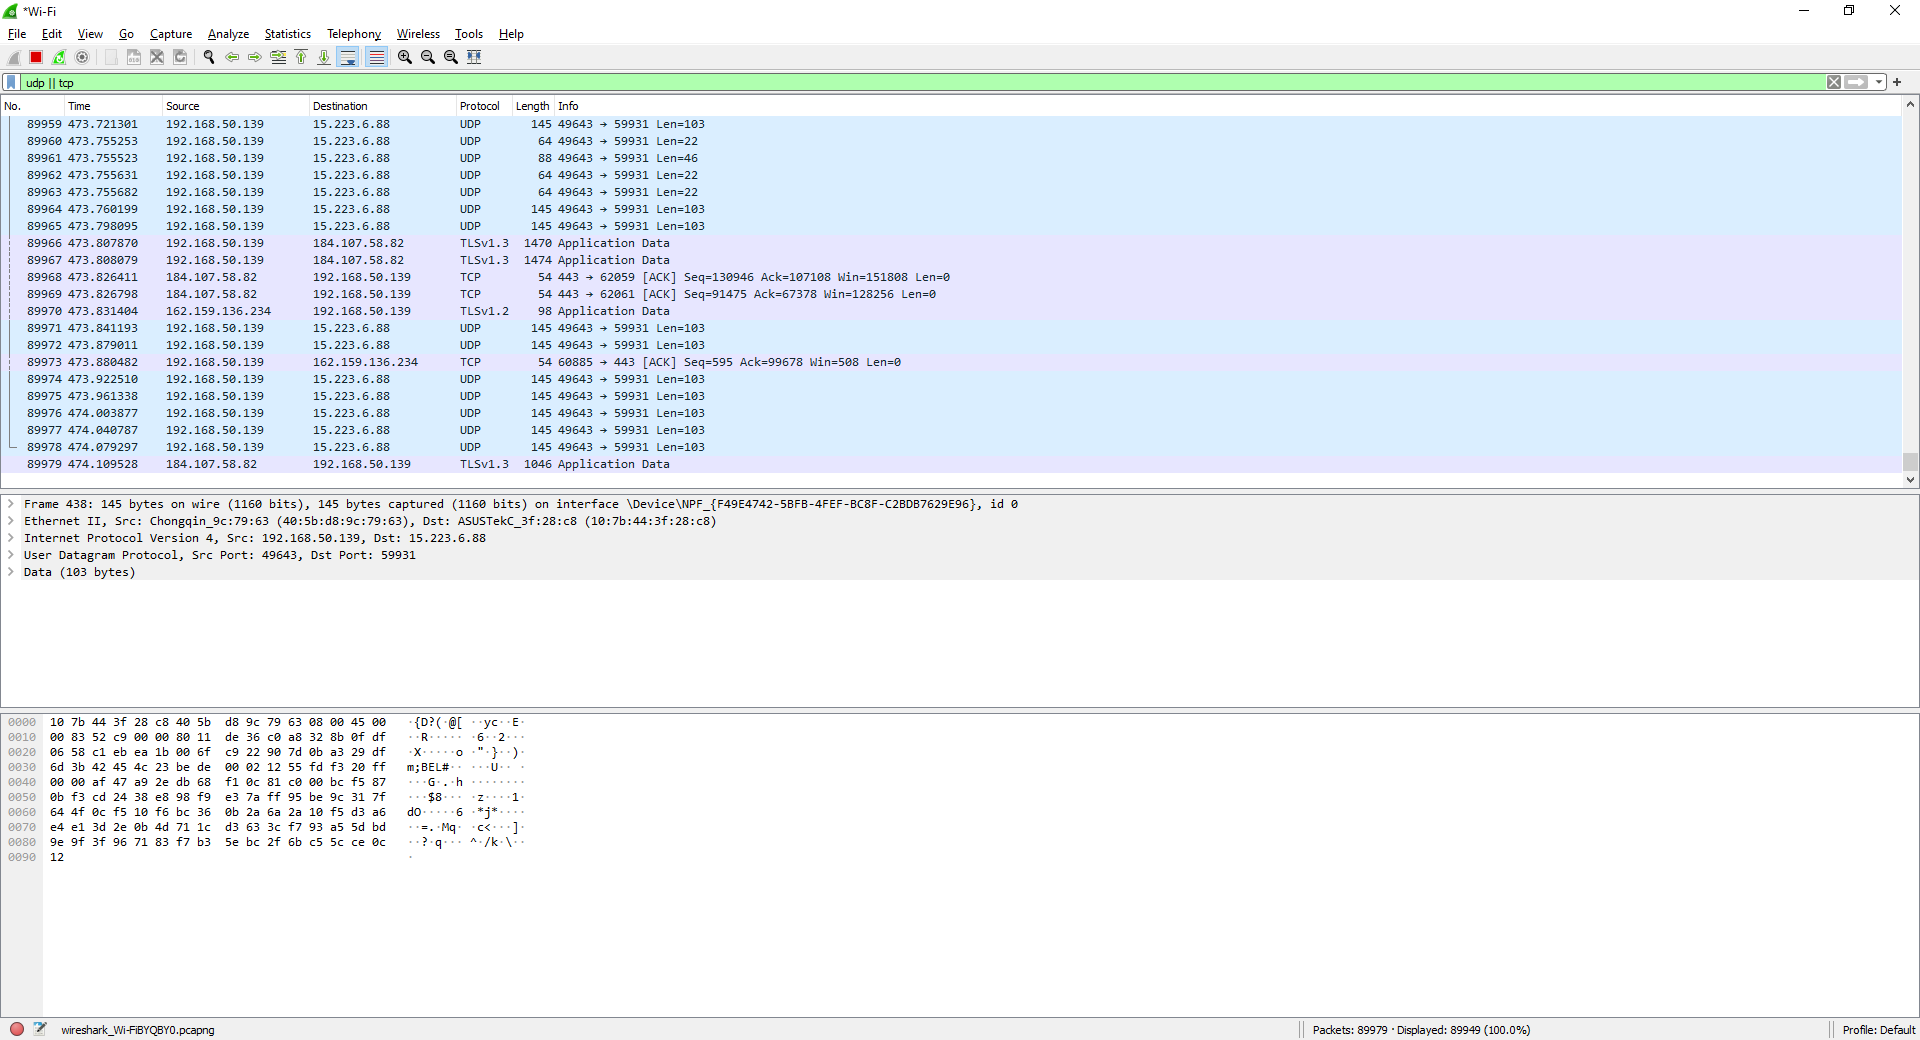 *Wi-Fi
File Edit View Go Capture Analyze Statistics Telephony Wireless Tools Help
udp || tcp
No. Time Source Destination Protocol Length Info
89959 473.721301 192.168.50.139 15.223.6.88 UDP 145 49643 → 59931 Len=103
89960 473.755253 192.168.50.139 15.223.6.88 UDP 64 49643 → 59931 Len=22
89961 473.755523 192.168.50.139 15.223.6.88 UDP 88 49643 → 59931 Len=46
89962 473.755631 192.168.50.139 15.223.6.88 UDP 64 49643 → 59931 Len=22
89963 473.755682 192.168.50.139 15.223.6.88 UDP 64 49643 → 59931 Len=22
89964 473.760199 192.168.50.139 15.223.6.88 UDP 145 49643 → 59931 Len=103
89965 473.798095 192.168.50.139 15.223.6.88 UDP 145 49643 → 59931 Len=103
89966 473.807870 192.168.50.139 184.107.58.82 TLSv1.3 1470 Application Data
89967 473.808079 192.168.50.139 184.107.58.82 TLSv1.3 1474 Application Data
89968 473.826411 184.107.58.82 192.168.50.139 TCP 54 443 → 62059 [ACK] Seq=130946 Ack=107108 Win=151808 Len=0
89969 473.826798 184.107.58.82 192.168.50.139 TCP 54 443 → 62061 [ACK] Seq=91475 Ack=67378 Win=128256 Len=0
89970 473.831404 162.159.136.234 192.168.50.139 TLSv1.2 98 Application Data
89971 473.841193 192.168.50.139 15.223.6.88 UDP 145 49643 → 59931 Len=103
89972 473.879011 192.168.50.139 15.223.6.88 UDP 145 49643 → 59931 Len=103
89973 473.880482 192.168.50.139 162.159.136.234 TCP 54 60885 → 443 [ACK] Seq=595 Ack=99678 Win=508 Len=0
89974 473.922510 192.168.50.139 15.223.6.88 UDP 145 49643 → 59931 Len=103
89975 473.961338 192.168.50.139 15.223.6.88 UDP 145 49643 → 59931 Len=103
89976 474.003877 192.168.50.139 15.223.6.88 UDP 145 49643 → 59931 Len=103
89977 474.040787 192.168.50.139 15.223.6.88 UDP 145 49643 → 59931 Len=103
89978 474.079297 192.168.50.139 15.223.6.88 UDP 145 49643 → 59931 Len=103
89979 474.109528 184.107.58.82 192.168.50.139 TLSv1.3 1046 Application Data
Frame 438: 145 bytes on wire (1160 bits), 145 bytes captured (1160 bits) on interface \Device\NPF_{F49E4742-5BFB-4FEF-BC8F-C2BDB7629E96}, id 0
Ethernet II, Src: Chongqin_9c:79:63 (40:5b:d8:9c:79:63), Dst: ASUSTekC_3f:28:c8 (10:7b:44:3f:28:c8)
Internet Protocol Version 4, Src: 192.168.50.139, Dst: 15.223.6.88
User Datagram Protocol, Src Port: 49643, Dst Port: 59931
Data (103 bytes)
0000 10 7b 44 3f 28 c8 40 5b d8 9c 79 63 08 00 45 00 ·{D?(·@[ ··yc··E·
0010 00 83 52 c9 00 00 80 11 de 36 c0 a8 32 8b 0f df ··R····· ·6··2···
0020 06 58 c1 eb ea 1b 00 6f c9 22 90 7d 0b a3 29 df ·X·····o ·"·}··)·
0030 6d 3b 42 45 4c 23 be de 00 02 12 55 fd f3 20 ff m;BEL#·· ···U·· ·
0040 00 00 af 47 a9 2e db 68 f1 0c 81 c0 00 bc f5 87 ···G·.·h ········
0050 0b f3 cd 24 38 e8 98 f9 e3 7a ff 95 be 9c 31 7f ···$8··· ·z····1·
0060 64 4f 0c f5 10 f6 bc 36 0b 2a 6a 2a 10 f5 d3 a6 dO·····6 ·*j*····
0070 e4 e1 3d 2e 0b 4d 71 1c d3 63 3c f7 93 a5 5d bd ··=.·Mq· ·c<···]·
0080 9e 9f 3f 96 71 83 f7 b3 5e bc 2f 6b c5 5c ce 0c ··?·q··· ^·/k·\··
0090 12 ·
wireshark_Wi-FiBYQBY0.pcapng Packets: 89979 · Displayed: 89949 (100.0%) Profile: Default